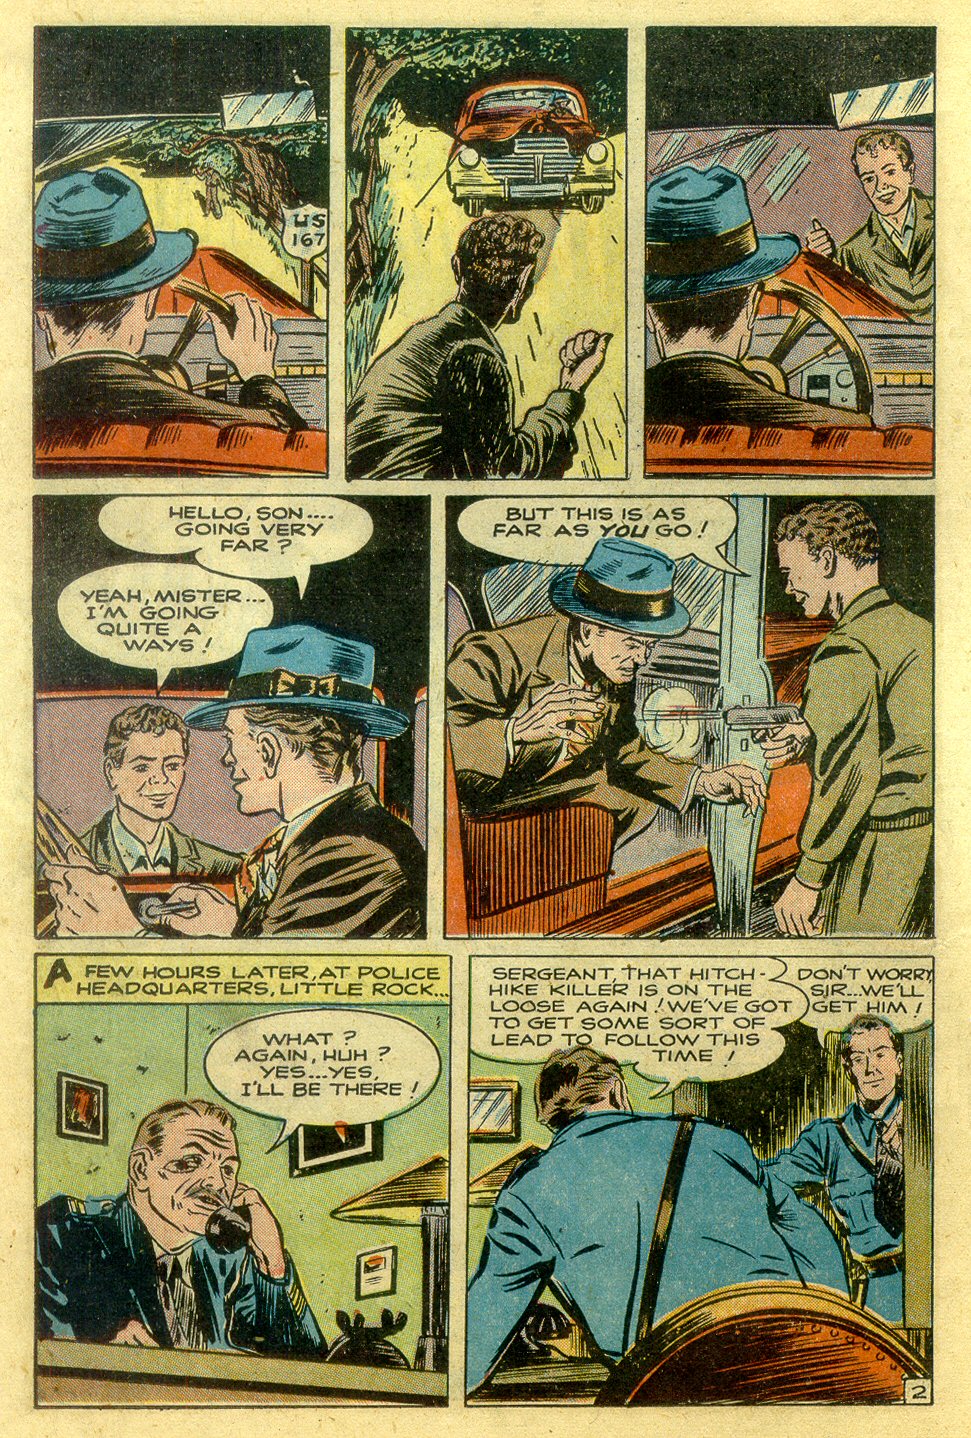 US
167
HELLO, SON....
GOING VERY
FAR?
YEAH, MISTER...
I'M GOING
QUITE A
WAYS!
BUT THIS IS AS
FAR AS YOU GO!
A FEW HOURS LATER, AT POLICE
HEADQUARTERS, LITTLE ROCK...
WHAT?
AGAIN, HUH?
YES...YES,
I'LL BE THERE!
SERGEANT, THAT HITCH-
HIKE KILLER IS ON THE
LOOSE AGAIN! WE'VE GOT
TO GET SOME SORT OF
LEAD TO FOLLOW THIS
TIME!
DON'T WORRY,
SIR...WE'LL
GET HIM!
2